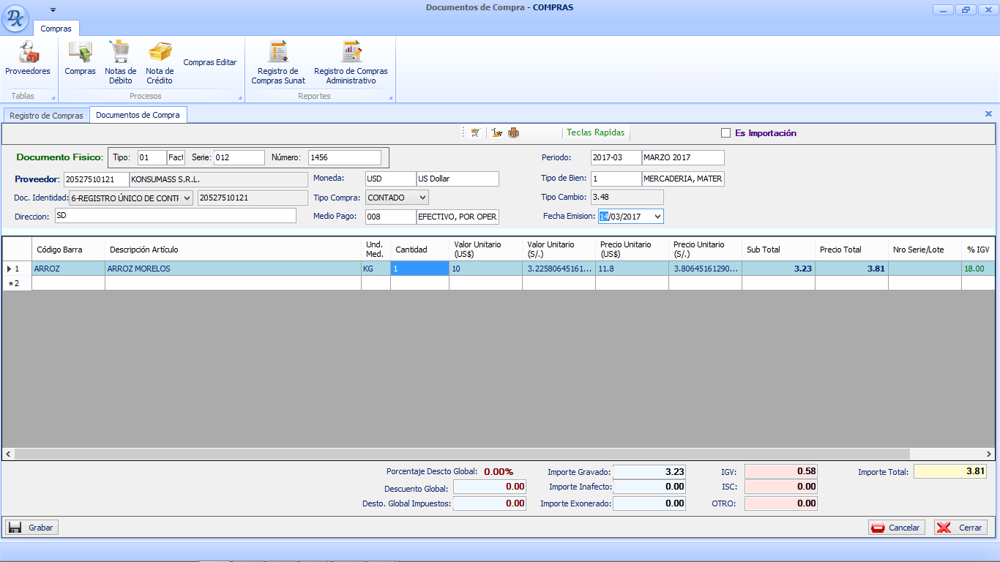 Documentos de Compra - COMPRAS
Compras
Proveedores
Compras
Notas de
Débito
Nota de
Crédito
Compras Editar
Registro de
Compras Sunat
Registro de Compras
Administrativo
Tablas
Procesos
Reportes
Registro de Compras
Documentos de Compra
Teclas Rapidas
Es Importación
Documento Fisico: Tipo: 01 Fact Serie: 012 Número: 1456
Periodo: 2017-03 MARZO 2017
Proveedor: 20527510121 KONSUMASS S.R.L.
Moneda: USD US Dollar
Tipo de Bien: 1 MERCADERIA, MATER
Doc. Identidad: 6-REGISTRO ÚNICO DE CONTR 20527510121
Tipo Compra: CONTADO
Tipo Cambio: 3.48
Direccion: SD
Medio Pago: 008 EFECTIVO, POR OPER
Fecha Emision: 14/03/2017
Código Barra Descripción Artículo Und. Med. Cantidad Valor Unitario (US$) Valor Unitario (S/.) Precio Unitario (US$) Precio Unitario (S/.) Sub Total Precio Total Nro Serie/Lote % IGV
1 ARROZ ARROZ MORELOS KG 1 10 3.22580645161... 11.8 3.80645161290... 3.23 3.81 18.00
*2
Porcentaje Descto Global: 0.00% Importe Gravado: 3.23 IGV: 0.58 Importe Total: 3.81
Descuento Global: 0.00 Importe Inafecto: 0.00 ISC: 0.00
Desto. Global Impuestos: 0.00 Importe Exonerado: 0.00 OTRO: 0.00
Grabar Cancelar Cerrar